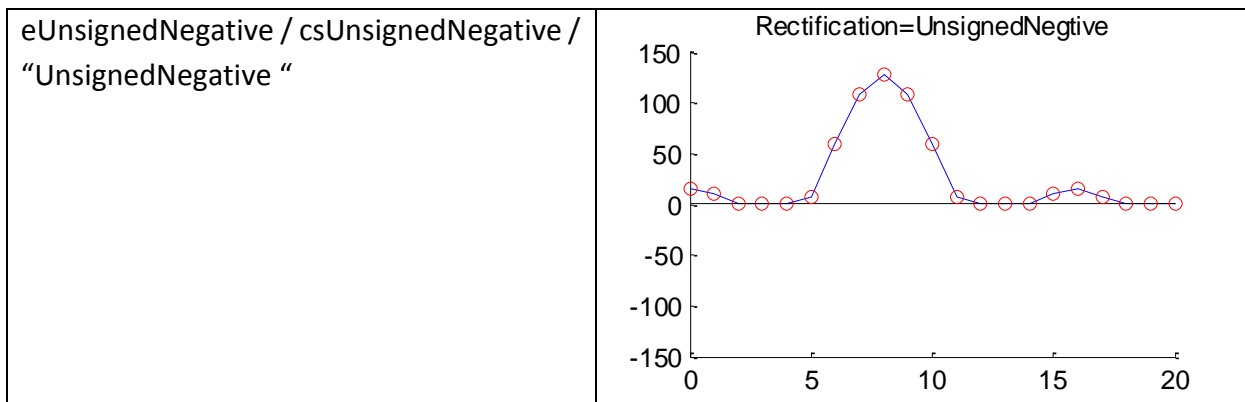 eUnsignedNegative / csUnsignedNegative /
“UnsignedNegative “
Rectification=UnsignedNegtive
150
100
50
0
-50
-100
-150
0 5 10 15 20